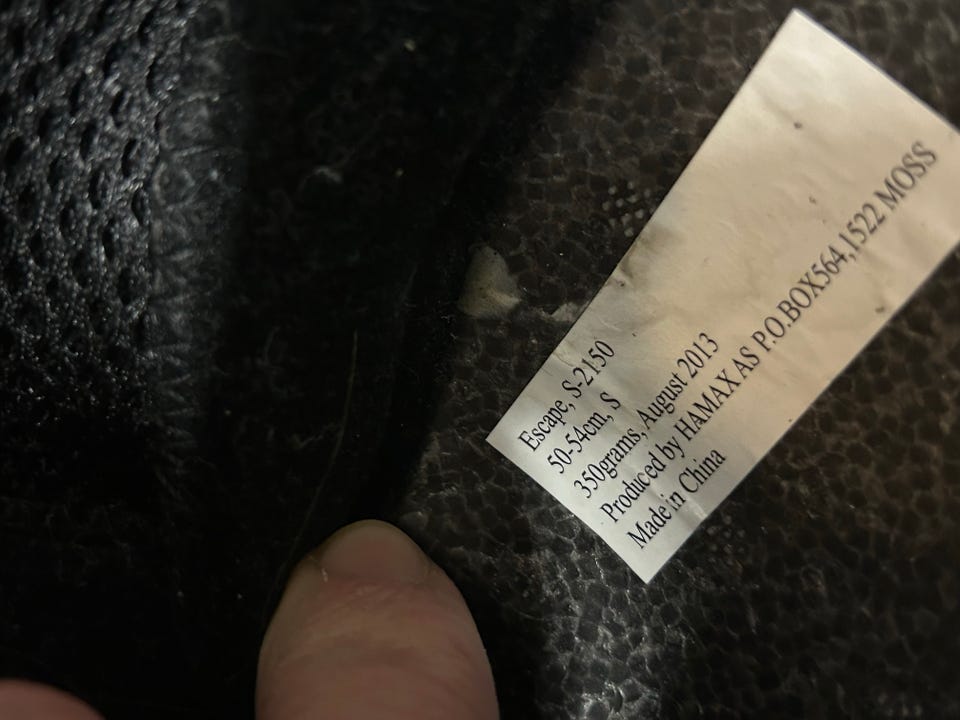 Escape, S-2150
50-54cm, S
350grams, August 2013
Produced by HAMAX AS P.O.BOX564,1522 MOSS
Made in China